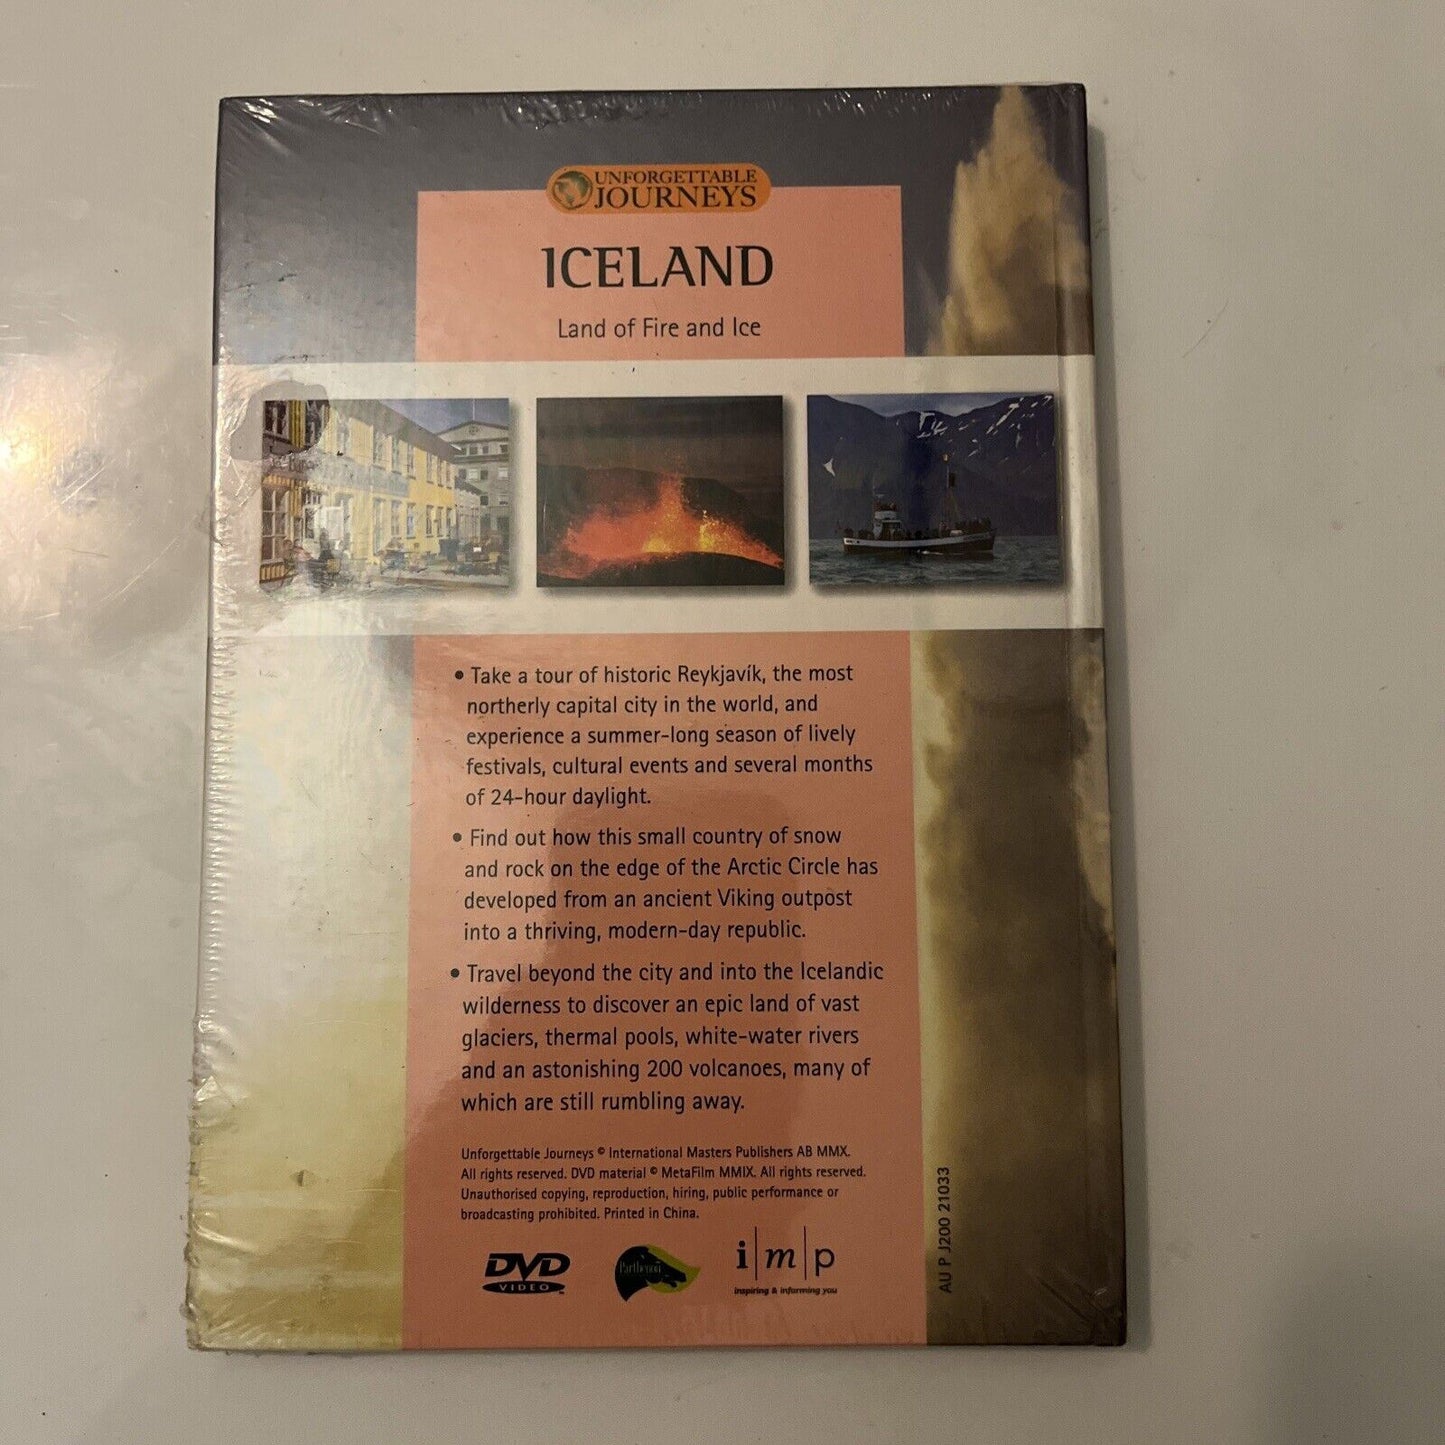 UNFORGETTABLE
JOURNEYS
ICELAND
Land of Fire and Ice
• Take a tour of historic Reykjavík, the most
northerly capital city in the world, and
experience a summer-long season of lively
festivals, cultural events and several months
of 24-hour daylight.
• Find out how this small country of snow
and rock on the edge of the Arctic Circle has
developed from an ancient Viking outpost
into a thriving, modern-day republic.
• Travel beyond the city and into the Icelandic
wilderness to discover an epic land of vast
glaciers, thermal pools, white-water rivers
and an astonishing 200 volcanoes, many of
which are still rumbling away.
Unforgettable Journeys © International Masters Publishers AB MMX.
All rights reserved. DVD material © MetaFilm MMIX. All rights reserved.
Unauthorised copying, reproduction, hiring, public performance or
broadcasting prohibited. Printed in China.
DVD
VIDEO
Parthenon
i|m|p
inspiring & informing you
AU P J200 21033